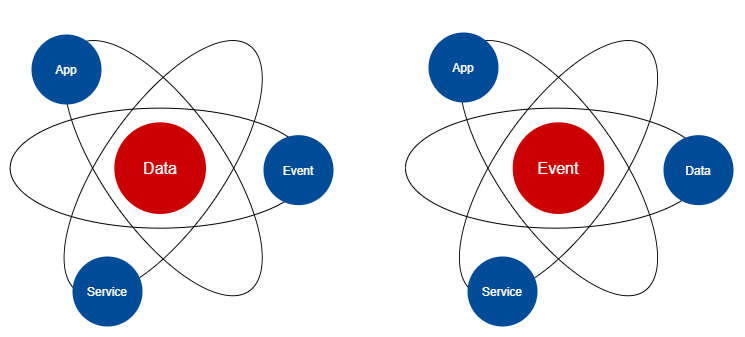 App
Data
Event
Service
App
Event
Data
Service